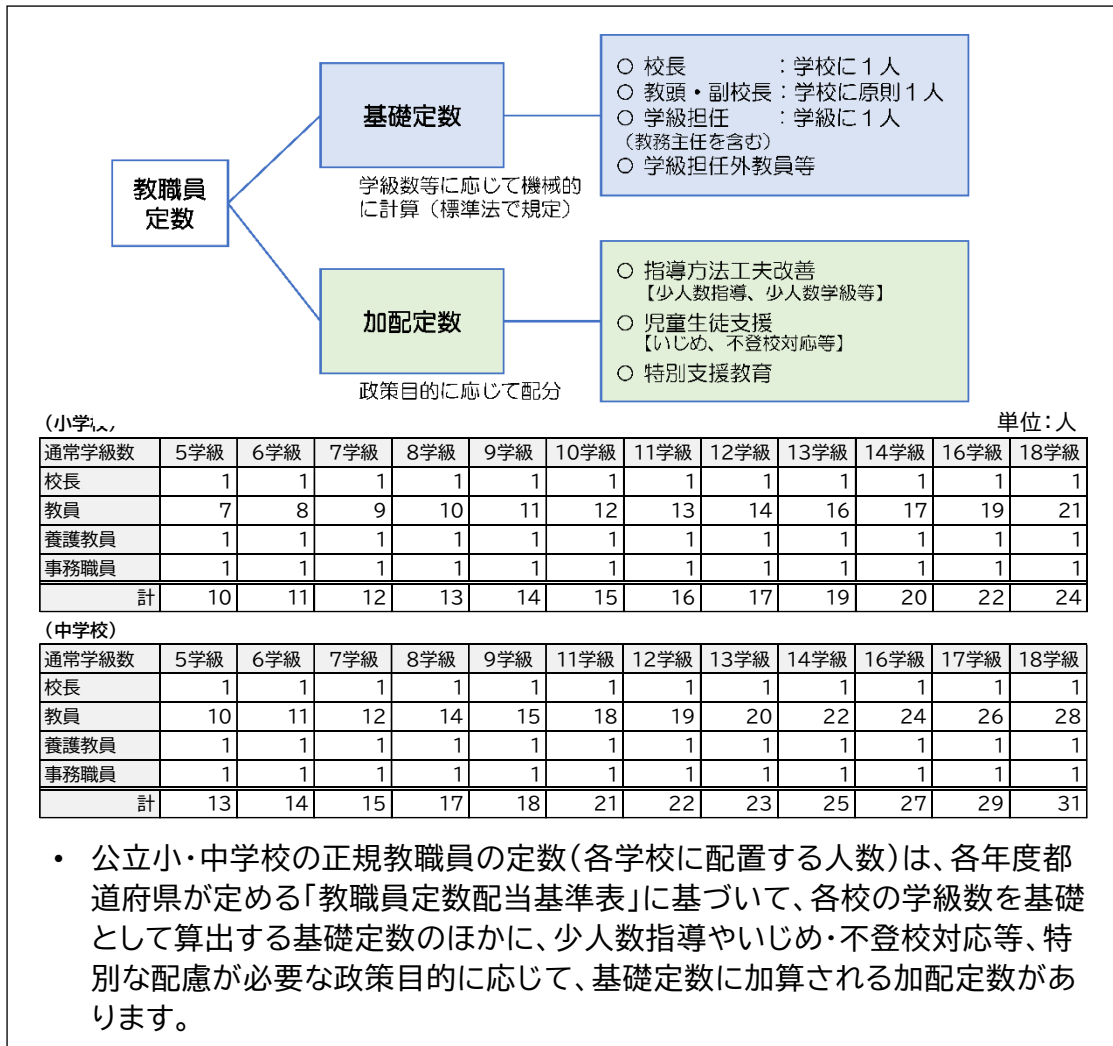 教職員
定数
基礎定数
学級数等に応じて機械的
に計算（標準法で規定）
○ 校長　　　　：学校に１人
○ 教頭・副校長：学校に原則１人
○ 学級担任　　：学級に１人
（教務主任を含む）
○ 学級担任外教員等
加配定数
政策目的に応じて配分
○ 指導方法工夫改善
【少人数指導、少人数学級等】
○ 児童生徒支援
【いじめ、不登校対応等】
○ 特別支援教育
(小学
単位：人
通常学級数 5学級 6学級 7学級 8学級 9学級 10学級 11学級 12学級 13学級 14学級 16学級 18学級
校長 1 1 1 1 1 1 1 1 1 1 1 1
教員 7 8 9 10 11 12 13 14 16 17 19 21
養護教員 1 1 1 1 1 1 1 1 1 1 1 1
事務職員 1 1 1 1 1 1 1 1 1 1 1 1
計 10 11 12 13 14 15 16 17 19 20 22 24
(中学校)
通常学級数 5学級 6学級 7学級 8学級 9学級 11学級 12学級 13学級 14学級 16学級 17学級 18学級
校長 1 1 1 1 1 1 1 1 1 1 1 1
教員 10 11 12 14 15 18 19 20 22 24 26 28
養護教員 1 1 1 1 1 1 1 1 1 1 1 1
事務職員 1 1 1 1 1 1 1 1 1 1 1 1
計 13 14 15 17 18 21 22 23 25 27 29 31
• 公立小・中学校の正規教職員の定数(各学校に配置する人数)は、各年度都
道府県が定める「教職員定数配当基準表」に基づいて、各校の学級数を基礎
として算出する基礎定数のほかに、少人数指導やいじめ・不登校対応等、特
別な配慮が必要な政策目的に応じて、基礎定数に加算される加配定数があ
ります。